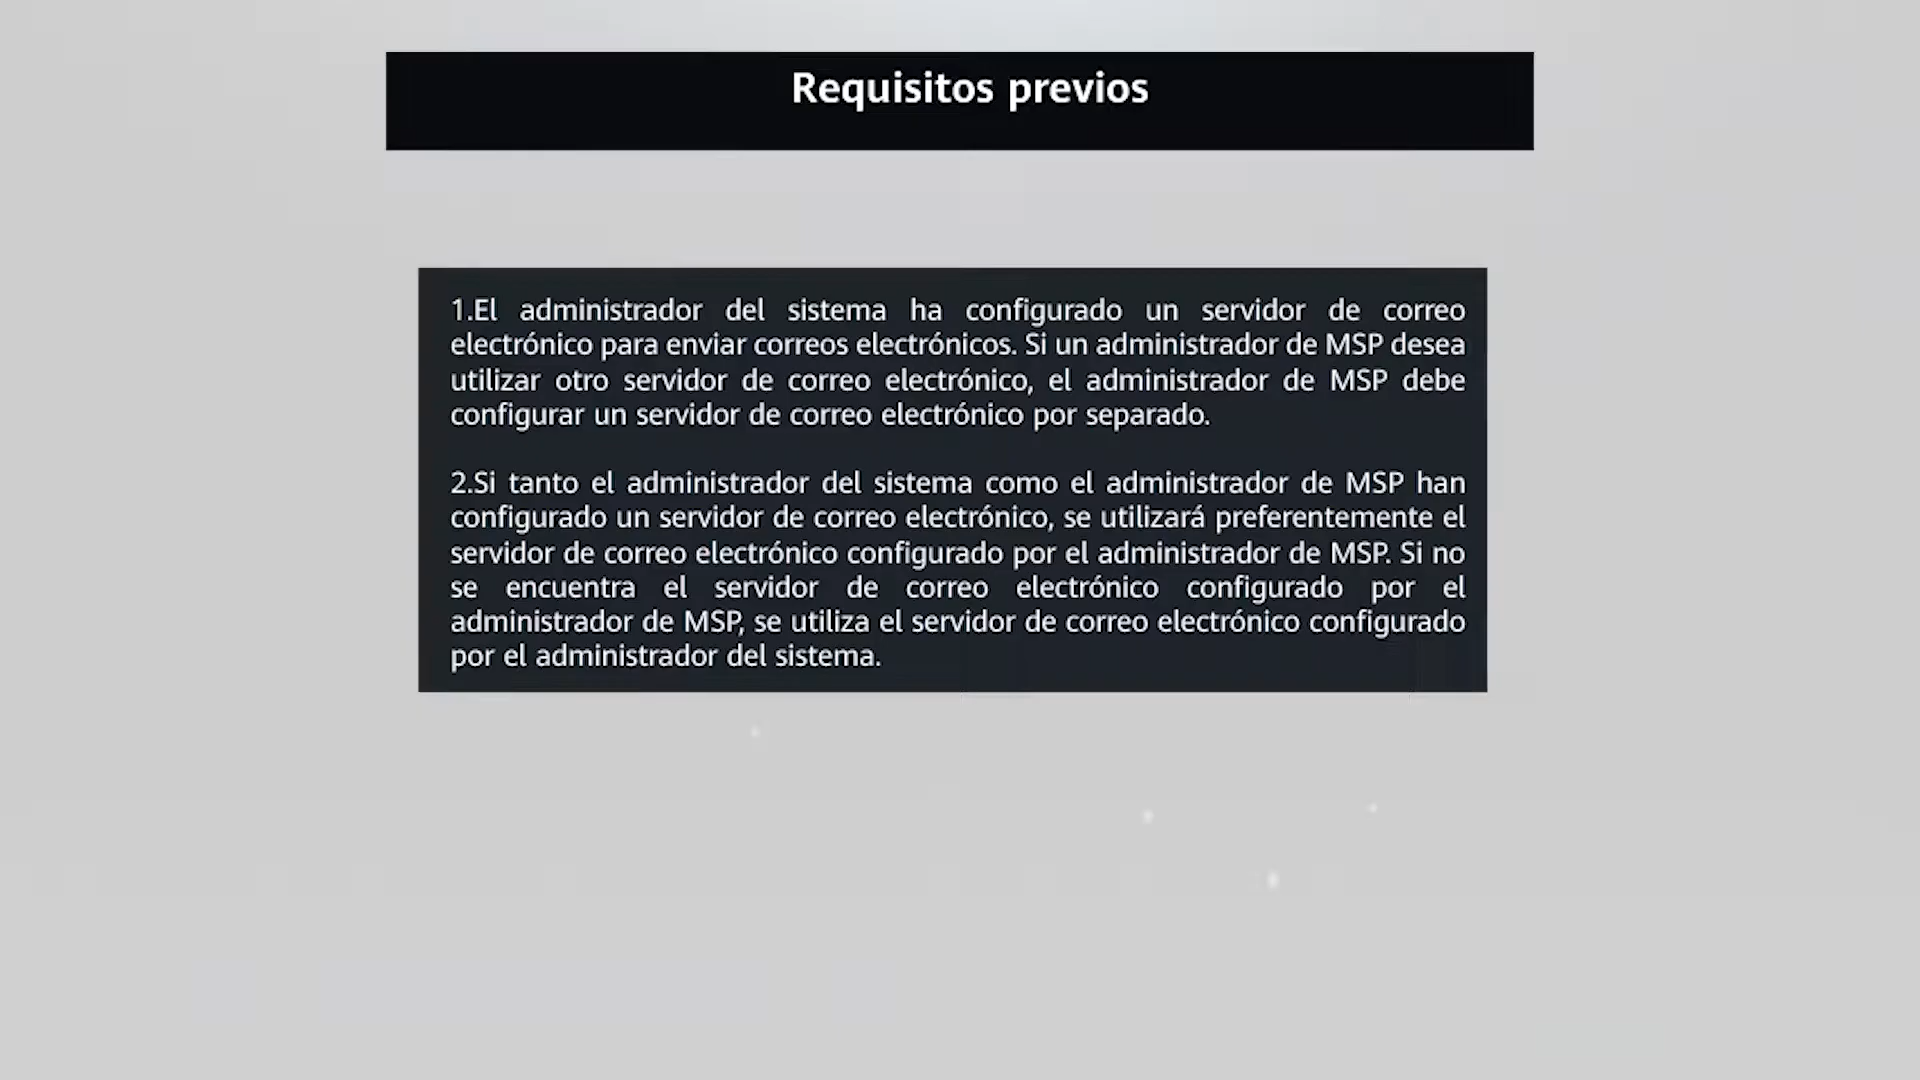 Requisitos previos
1.El administrador del sistema ha configurado un servidor de correo
electrónico para enviar correos electrónicos. Si un administrador de MSP desea
utilizar otro servidor de correo electrónico, el administrador de MSP debe
configurar un servidor de correo electrónico por separado.
2.Si tanto el administrador del sistema como el administrador de MSP han
configurado un servidor de correo electrónico, se utilizará preferentemente el
servidor de correo electrónico configurado por el administrador de MSP. Si no
se encuentra el servidor de correo electrónico configurado por el
administrador de MSP, se utiliza el servidor de correo electrónico configurado
por el administrador del sistema.